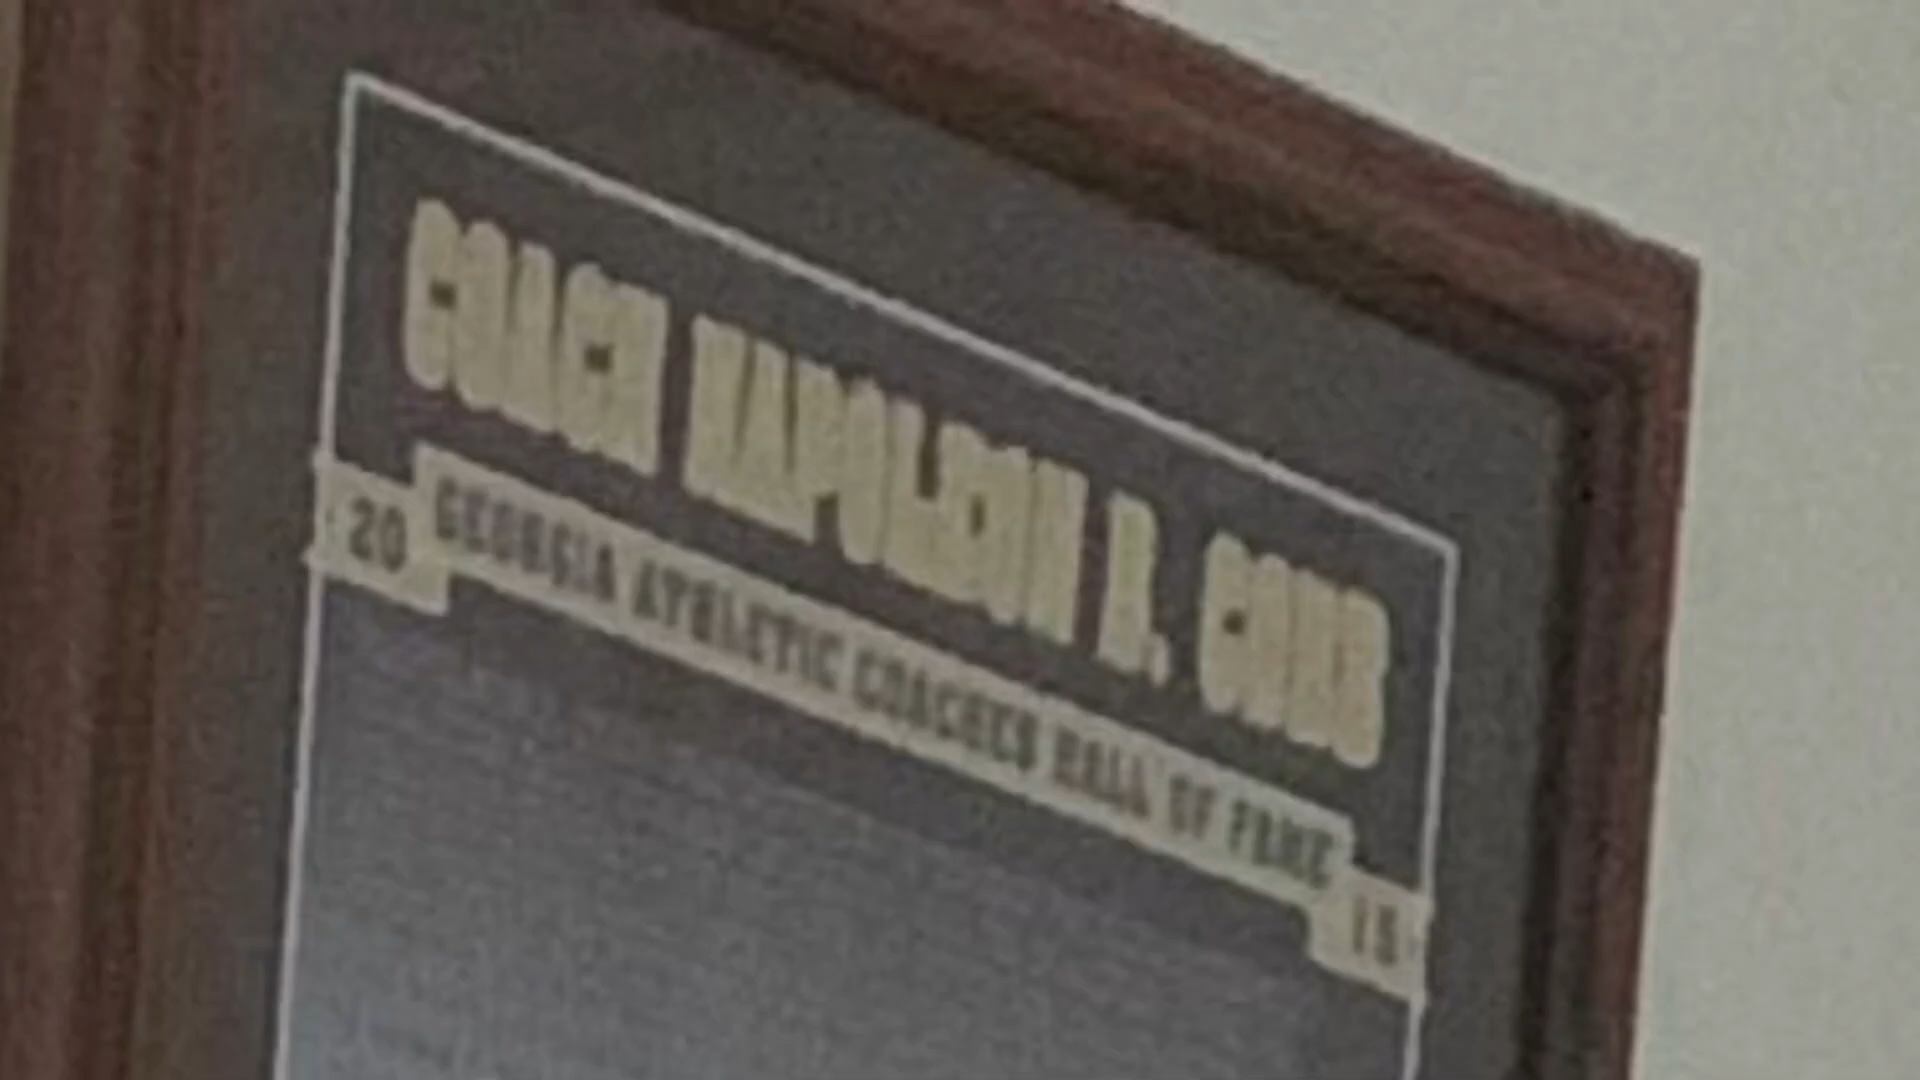 COACH NAPOLEON B. COBB
20 GEORGIA ATHLETIC COACHES HALL OF FAME 15